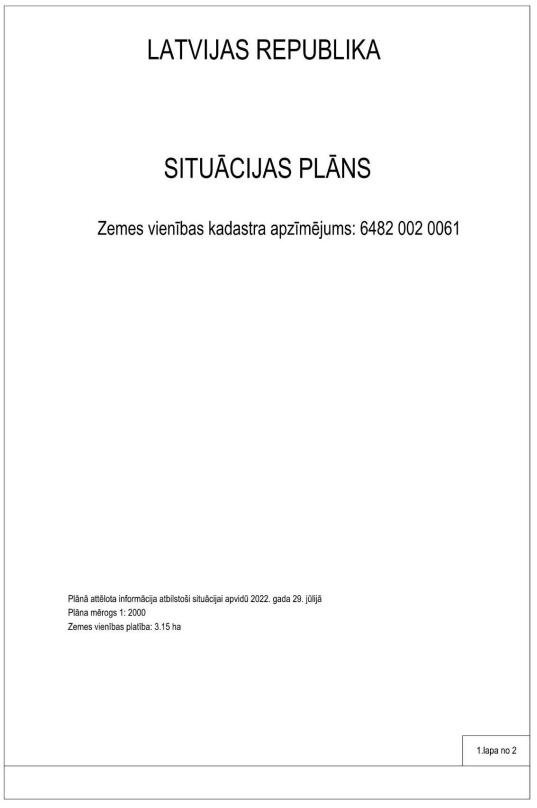 LATVIJAS REPUBLIKA
SITUĀCIJAS PLĀNS
Zemes vienības kadastra apzīmējums: 6482 002 0061
Plānā attēlota informācija atbilstoši situācijai apvidū 2022. gada 29. jūlijā
Plāna mērogs 1: 2000
Zemes vienības platība: 3.15 ha
1.lapa no 2